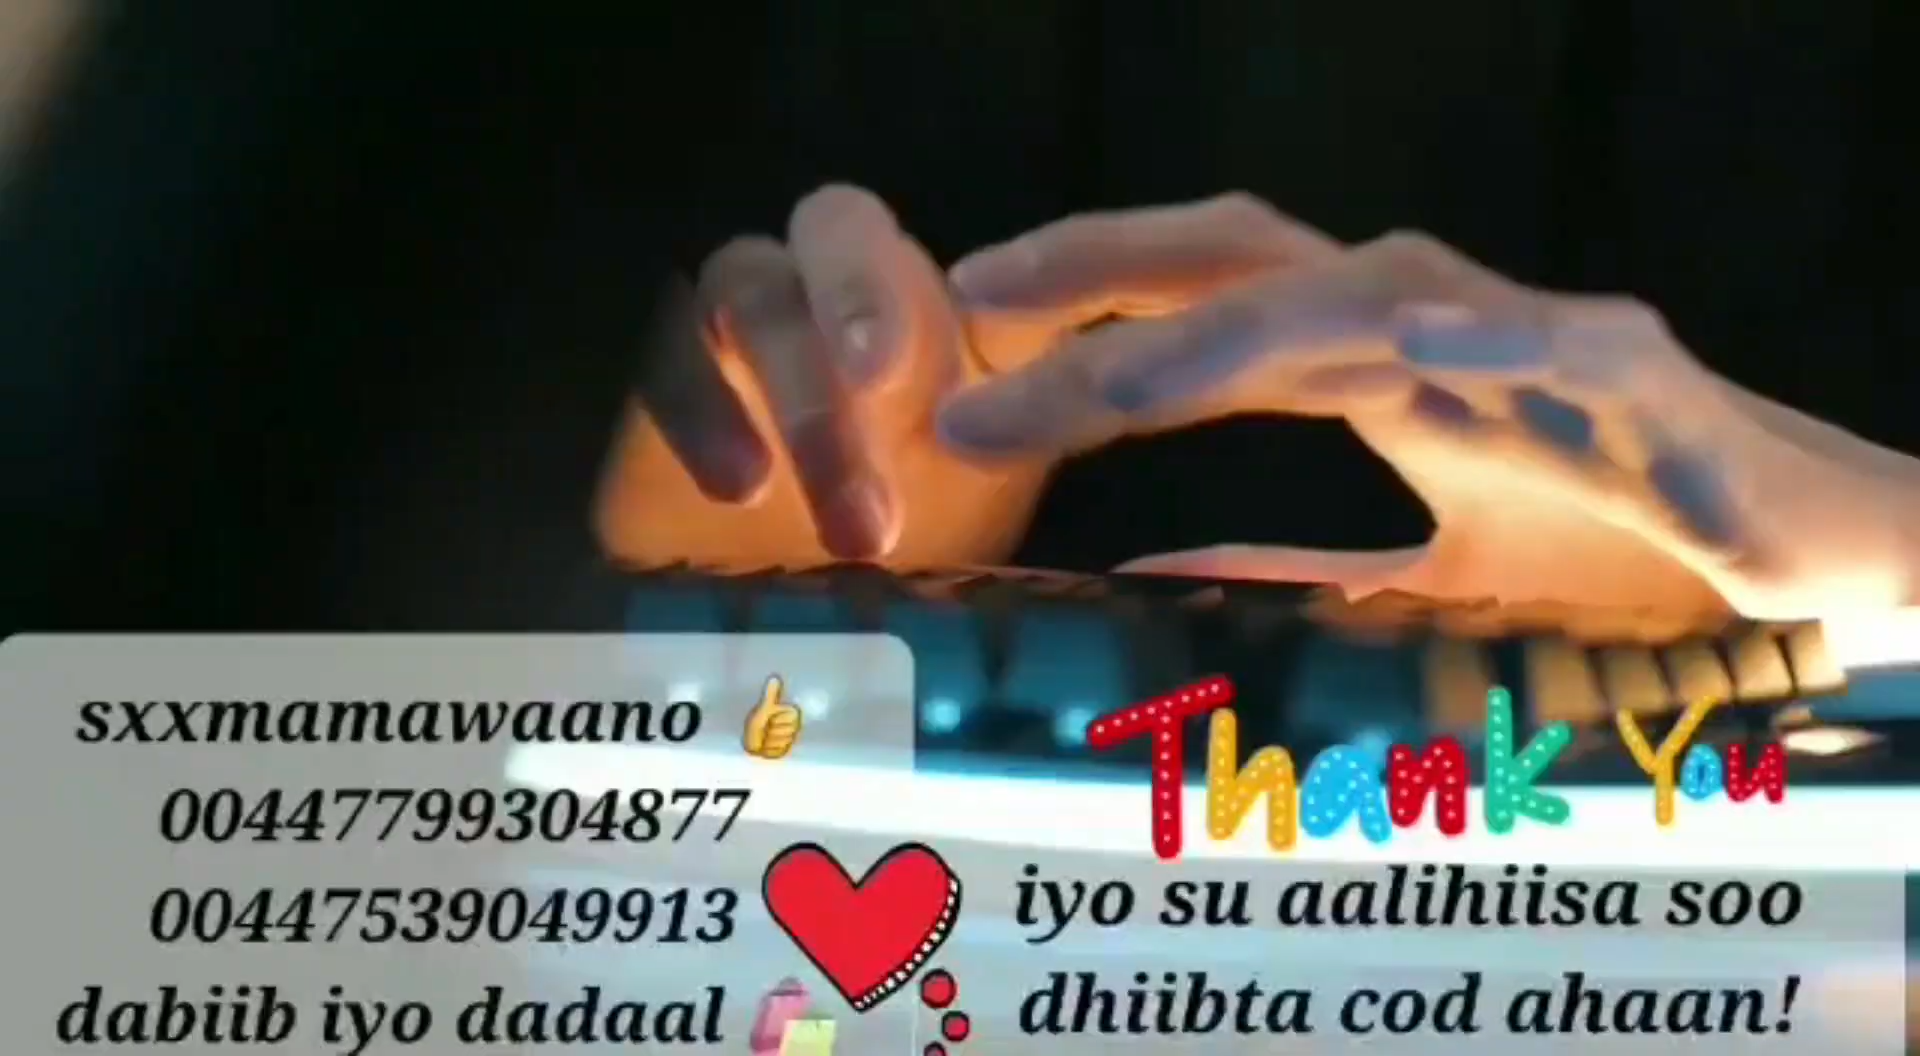 sxxmamawaano
00447799304877
00447539049913
dabiib iyo dadaal
Thank You
iyo su aalihiisa soo
dhiibta cod ahaan!